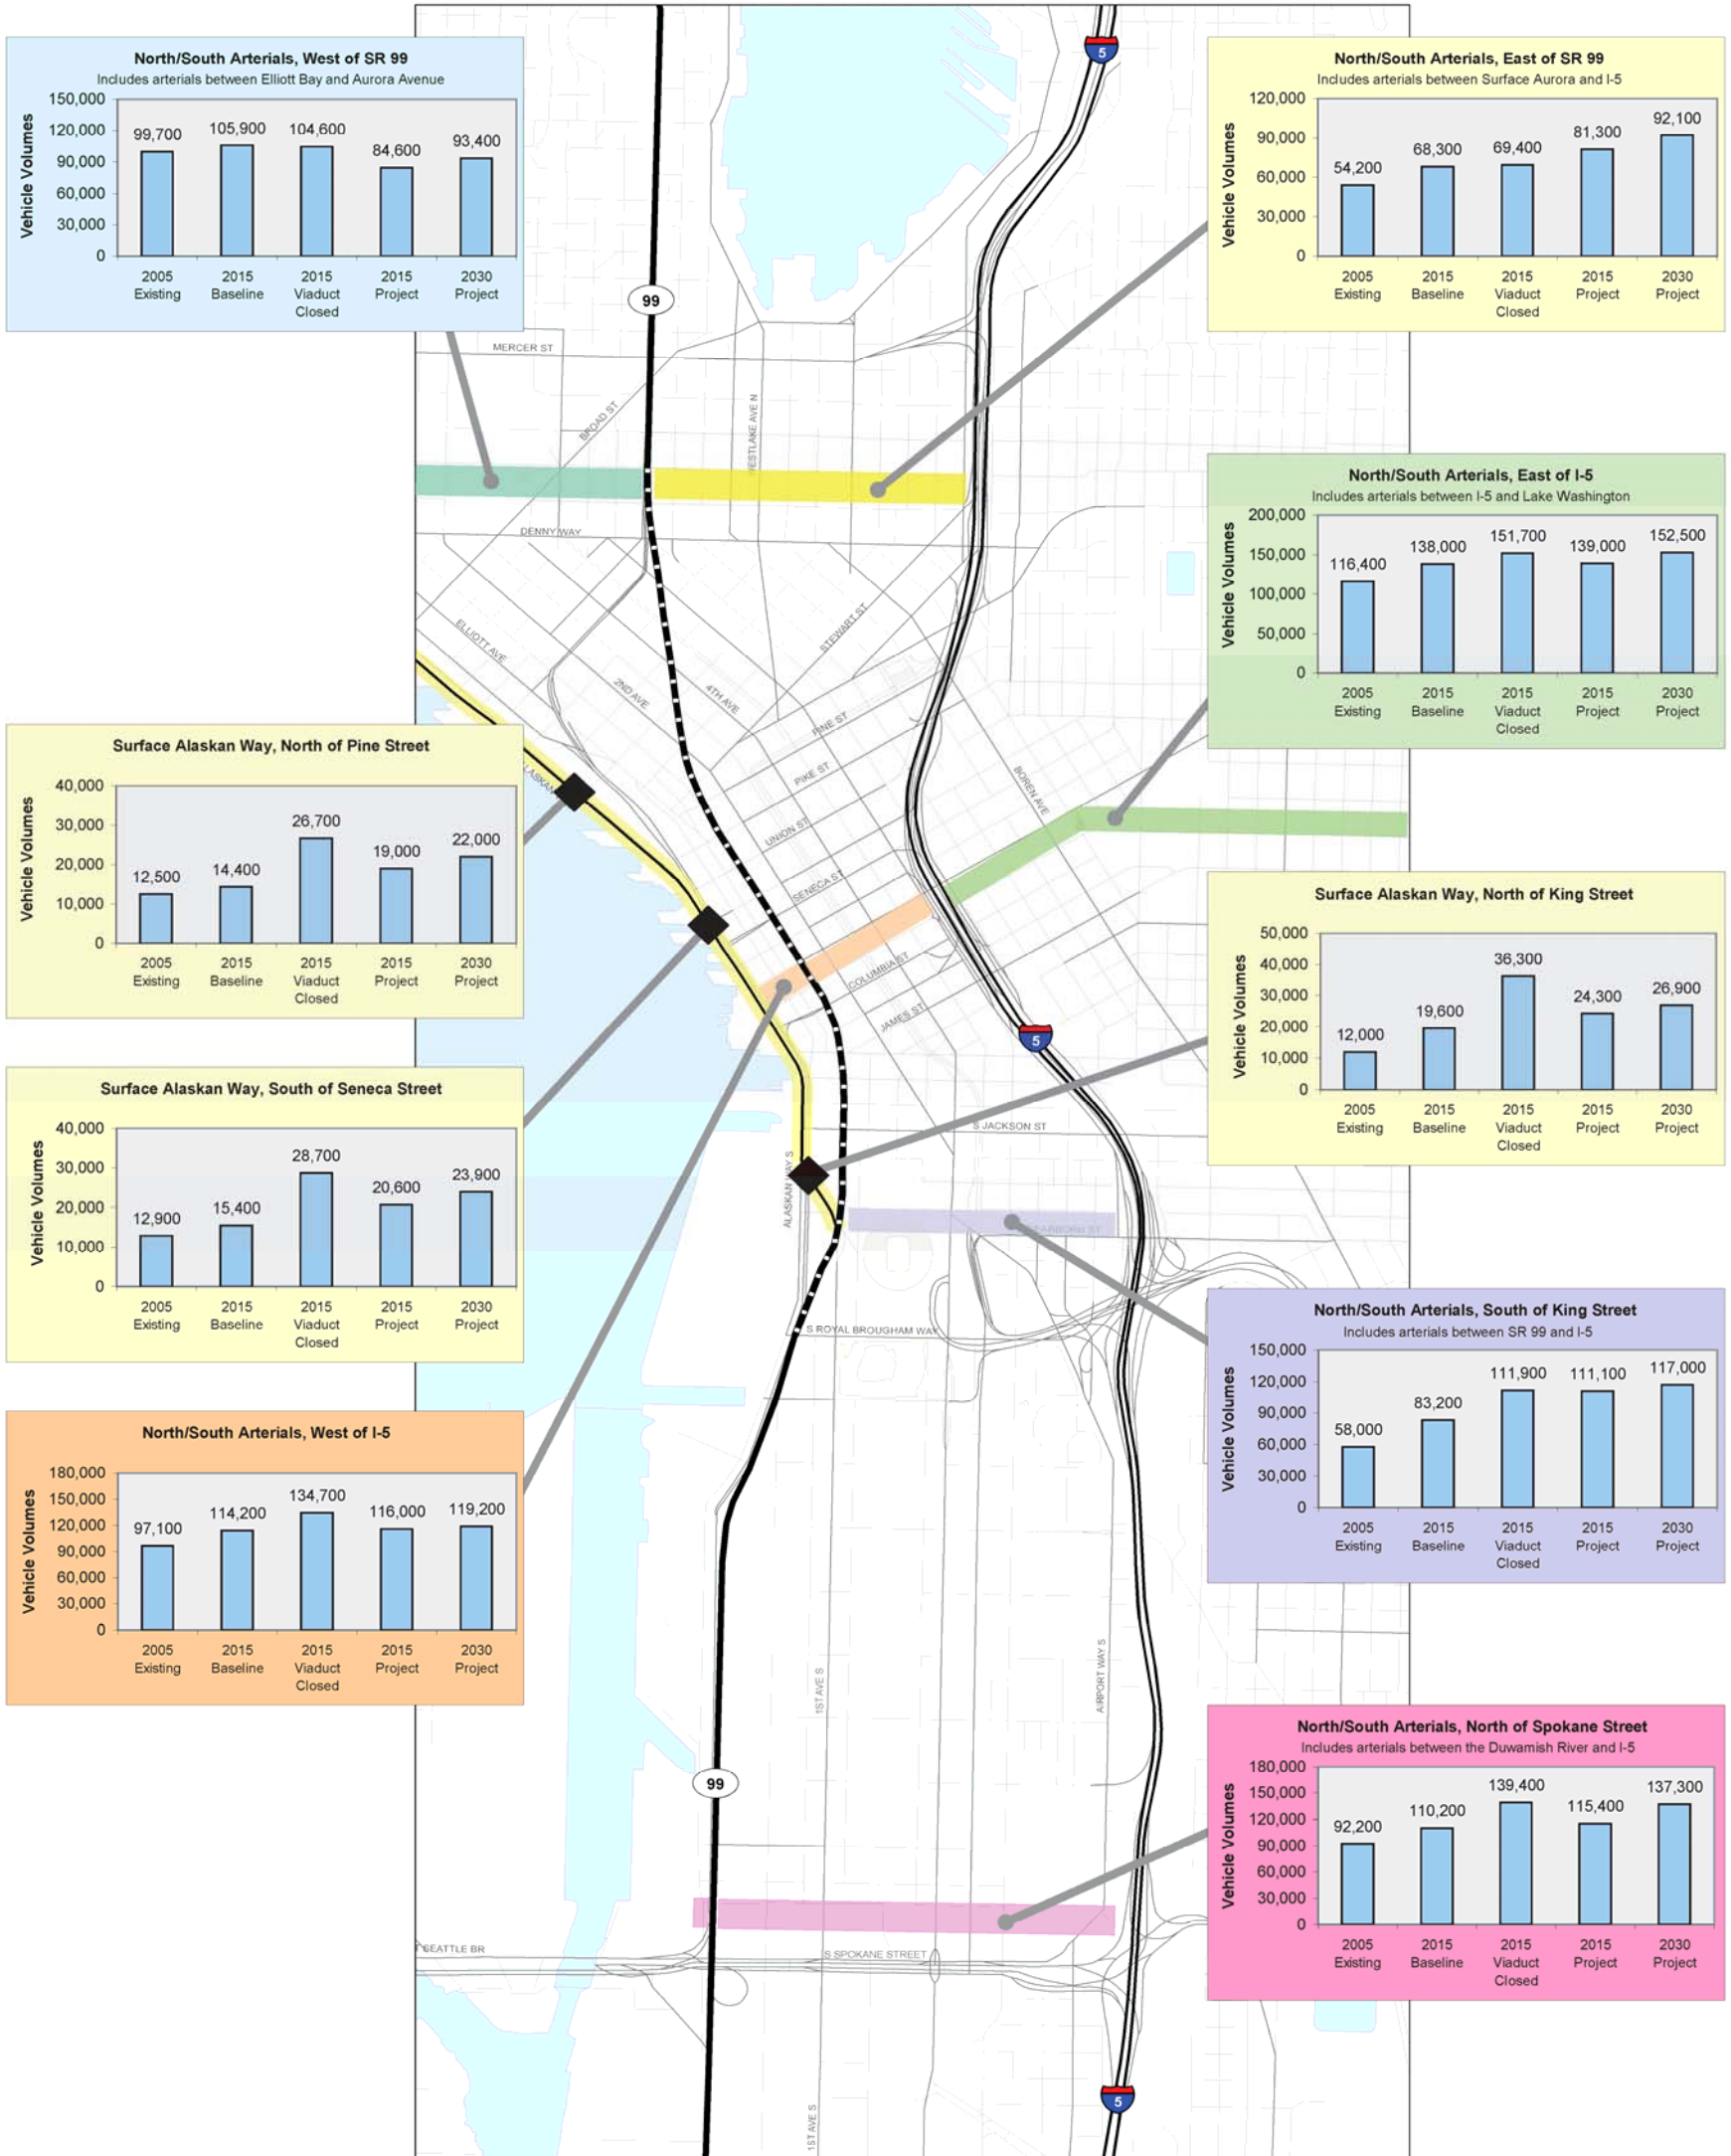 North/South Arterials, West of SR 99
Includes arterials between Elliott Bay and Aurora Avenue
Vehicle Volumes
150,000
120,000
90,000
60,000
30,000
0
99,700
105,900
104,600
84,600
93,400
2005 Existing
2015 Baseline
2015 Viaduct Closed
2015 Project
2030 Project
North/South Arterials, East of SR 99
Includes arterials between Surface Aurora and I-5
Vehicle Volumes
120,000
90,000
60,000
30,000
0
54,200
68,300
69,400
81,300
92,100
2005 Existing
2015 Baseline
2015 Viaduct Closed
2015 Project
2030 Project
North/South Arterials, East of I-5
Includes arterials between I-5 and Lake Washington
Vehicle Volumes
200,000
150,000
100,000
50,000
0
116,400
138,000
151,700
139,000
152,500
2005 Existing
2015 Baseline
2015 Viaduct Closed
2015 Project
2030 Project
Surface Alaskan Way, North of Pine Street
Vehicle Volumes
40,000
30,000
20,000
10,000
0
12,500
14,400
26,700
19,000
22,000
2005 Existing
2015 Baseline
2015 Viaduct Closed
2015 Project
2030 Project
Surface Alaskan Way, North of King Street
Vehicle Volumes
50,000
40,000
30,000
20,000
10,000
0
12,000
19,600
36,300
24,300
26,900
2005 Existing
2015 Baseline
2015 Viaduct Closed
2015 Project
2030 Project
Surface Alaskan Way, South of Seneca Street
Vehicle Volumes
40,000
30,000
20,000
10,000
0
12,900
15,400
28,700
20,600
23,900
2005 Existing
2015 Baseline
2015 Viaduct Closed
2015 Project
2030 Project
North/South Arterials, South of King Street
Includes arterials between SR 99 and I-5
Vehicle Volumes
150,000
120,000
90,000
60,000
30,000
0
58,000
83,200
111,900
111,100
117,000
2005 Existing
2015 Baseline
2015 Viaduct Closed
2015 Project
2030 Project
North/South Arterials, West of I-5
Vehicle Volumes
180,000
150,000
120,000
90,000
60,000
30,000
0
97,100
114,200
134,700
116,000
119,200
2005 Existing
2015 Baseline
2015 Viaduct Closed
2015 Project
2030 Project
North/South Arterials, North of Spokane Street
Includes arterials between the Duwamish River and I-5
Vehicle Volumes
180,000
150,000
120,000
90,000
60,000
30,000
0
92,200
110,200
139,400
115,400
137,300
2005 Existing
2015 Baseline
2015 Viaduct Closed
2015 Project
2030 Project
5
99
MERCER ST
BROAD ST
AVE N
DENNY WAY
ELLIOTT AVE
2ND AVE
4TH AVE
STEWART ST
PINE ST
PIKE ST
UNION ST
SENECA ST
BOREN AVE
COLUMBIA ST
JAMES ST
5
S JACKSON ST
ALASKAN WAY S
S ROYAL BROUGHAM WAY
1ST AVE S
AIRPORT WAY S
99
SEATTLE BR
S SPOKANE STREET
5
1ST AVE S